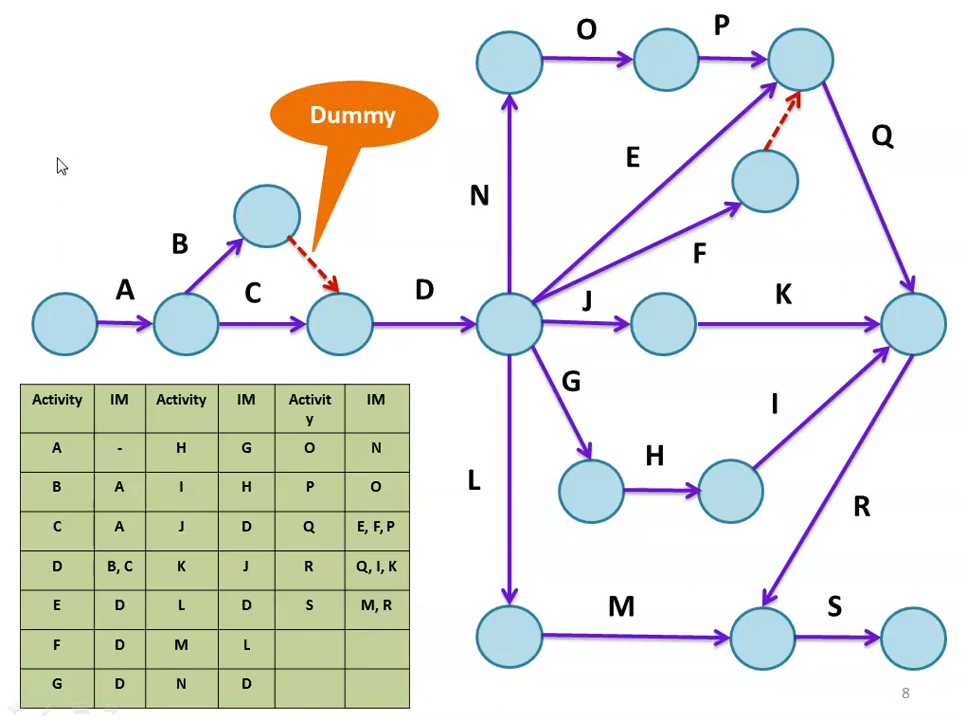 O
P
Dummy
E
Q
N
B
F
A
C
D
J
K
G
I
H
L
R
M
S
Activity IM Activity IM Activit
y IM
A - H G O N
B A I H P O
C A J D Q E, F, P
D B, C K J R Q, I, K
E D L D S M, R
F D M L
G D N D
8